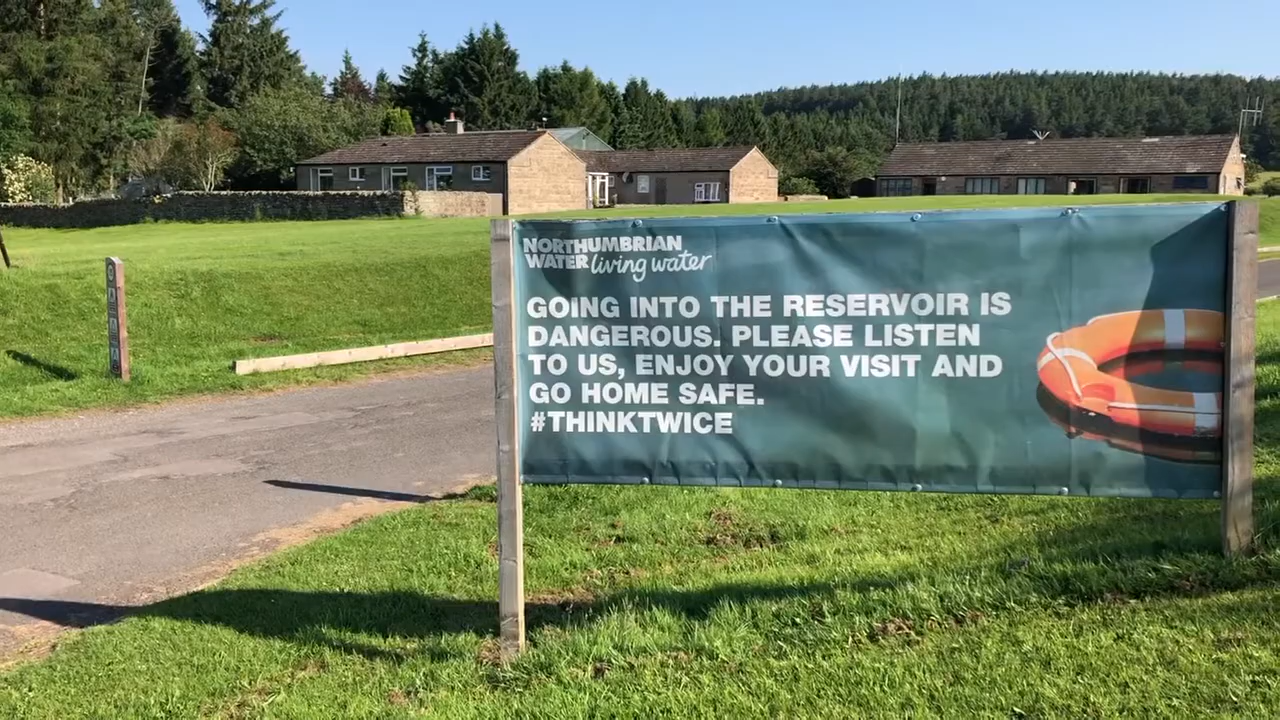 NORTHUMBRIAN
WATER living water
GOING INTO THE RESERVOIR IS
DANGEROUS. PLEASE LISTEN
TO US, ENJOY YOUR VISIT AND
GO HOME SAFE.
#THINKTWICE